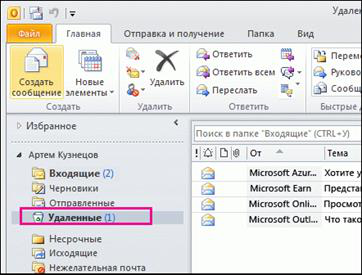 Удале
Файл Главная Отправка и получение Папка
Создать сообщение
Новые элементы
Удалить
Ответить
Ответить всем
Переслать
Переме
Руково
Сообщ
Создать Удаление Ответить Быстрые д
Избранное
Артем Кузнецов
Входящие (2)
Черновики
Отправленные
Удаленные (1)
Несрочные
Исходящие
Нежелательная почта
Поиск в папке "Входящие" (CTRL+У)
От Тема
Microsoft Azur... Хотите у
Microsoft Earn Предста
Microsoft Onli... Просмот
Microsoft Outl... Что тако